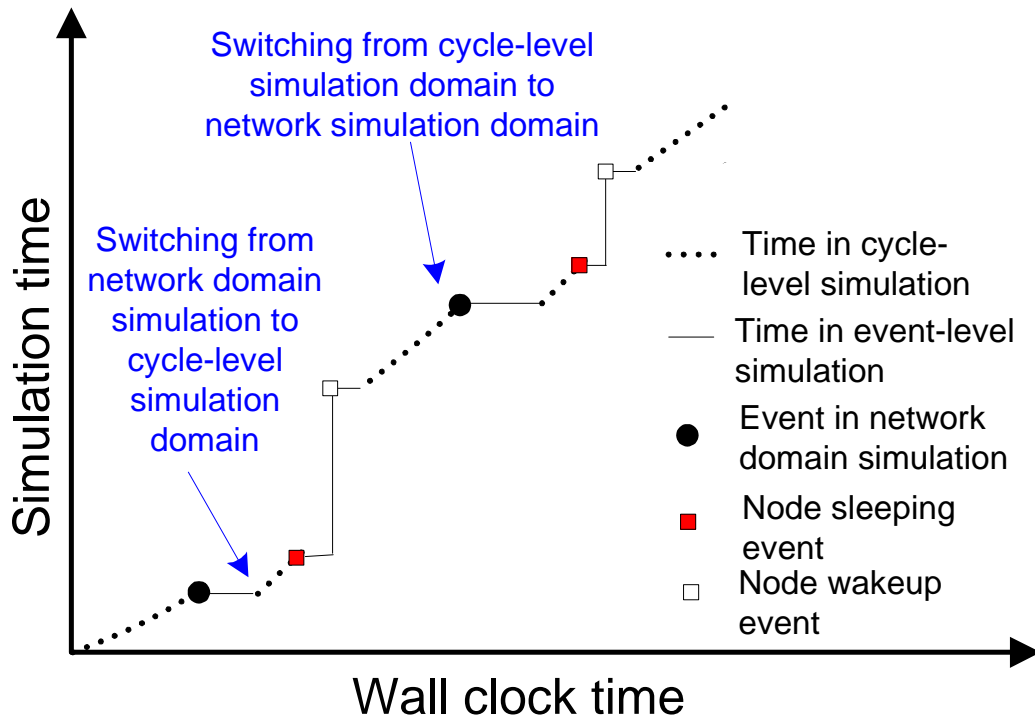 Switching from cycle-level
simulation domain to
network simulation domain
Switching from
network domain
simulation to
cycle-level
simulation
domain
Simulation time
Wall clock time
Time in cycle-
level simulation
Time in event-level
simulation
Event in network
domain simulation
Node sleeping
event
Node wakeup
event